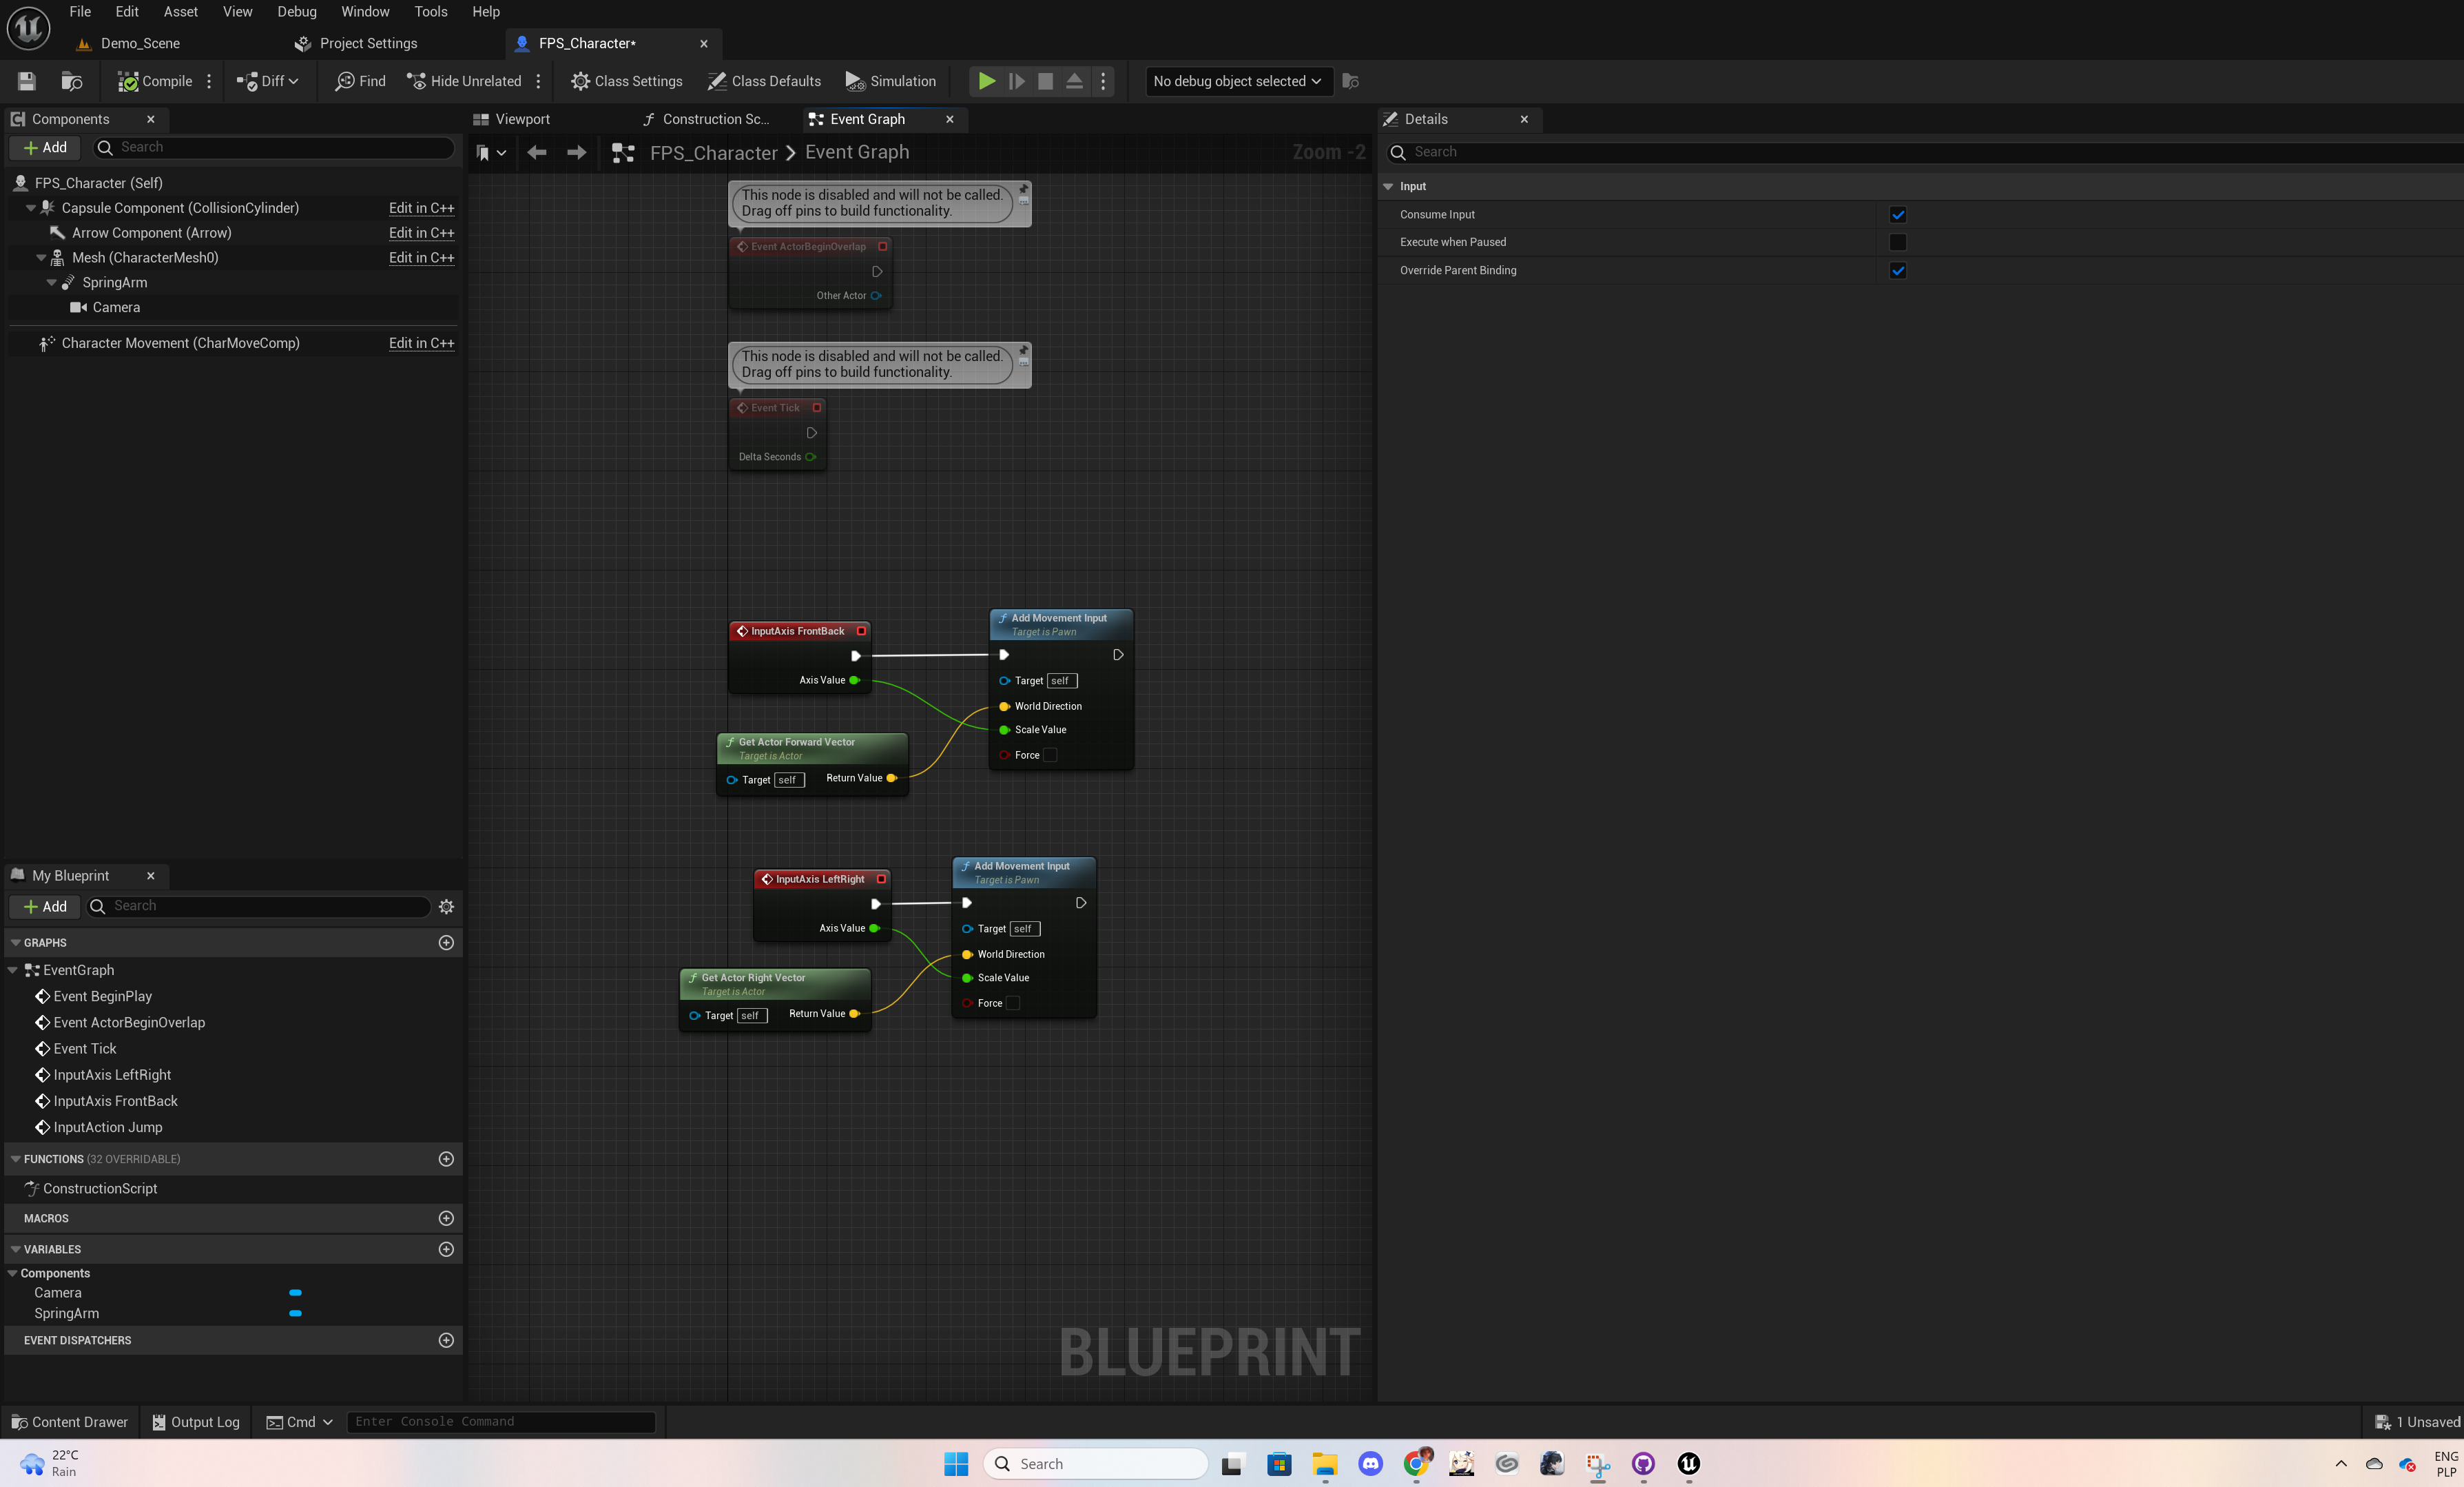 File Edit Asset View Debug Window Tools Help
Demo_Scene Project Settings FPS_Character*
Compile Diff Find Hide Unrelated Class Settings Class Defaults Simulation No debug object selected
Components
Add Search
FPS_Character (Self)
Capsule Component (CollisionCylinder) Edit in C++
Arrow Component (Arrow) Edit in C++
Mesh (CharacterMesh0) Edit in C++
SpringArm
Camera
Character Movement (CharMoveComp) Edit in C++
My Blueprint
Add Search
GRAPHS
EventGraph
Event BeginPlay
Event ActorBeginOverlap
Event Tick
InputAxis LeftRight
InputAxis FrontBack
InputAction Jump
FUNCTIONS (32 OVERRIDABLE)
ConstructionScript
MACROS
VARIABLES
Components
Camera
SpringArm
EVENT DISPATCHERS
Viewport Construction Sc... Event Graph
FPS_Character > Event Graph Zoom -2
This node is disabled and will not be called.
Drag off pins to build functionality.
Event ActorBeginOverlap
Other Actor
This node is disabled and will not be called.
Drag off pins to build functionality.
Event Tick
Delta Seconds
InputAxis FrontBack
Axis Value
Get Actor Forward Vector
Target is Actor
Target self Return Value
Add Movement Input
Target is Pawn
Target self
World Direction
Scale Value
Force
InputAxis LeftRight
Axis Value
Get Actor Right Vector
Target is Actor
Target self Return Value
Add Movement Input
Target is Pawn
Target self
World Direction
Scale Value
Force
BLUEPRINT
Details
Search
Input
Consume Input
Execute when Paused
Override Parent Binding
Content Drawer Output Log Cmd Enter Console Command 1 Unsaved
22°C
Rain
Search
ENG
PLP